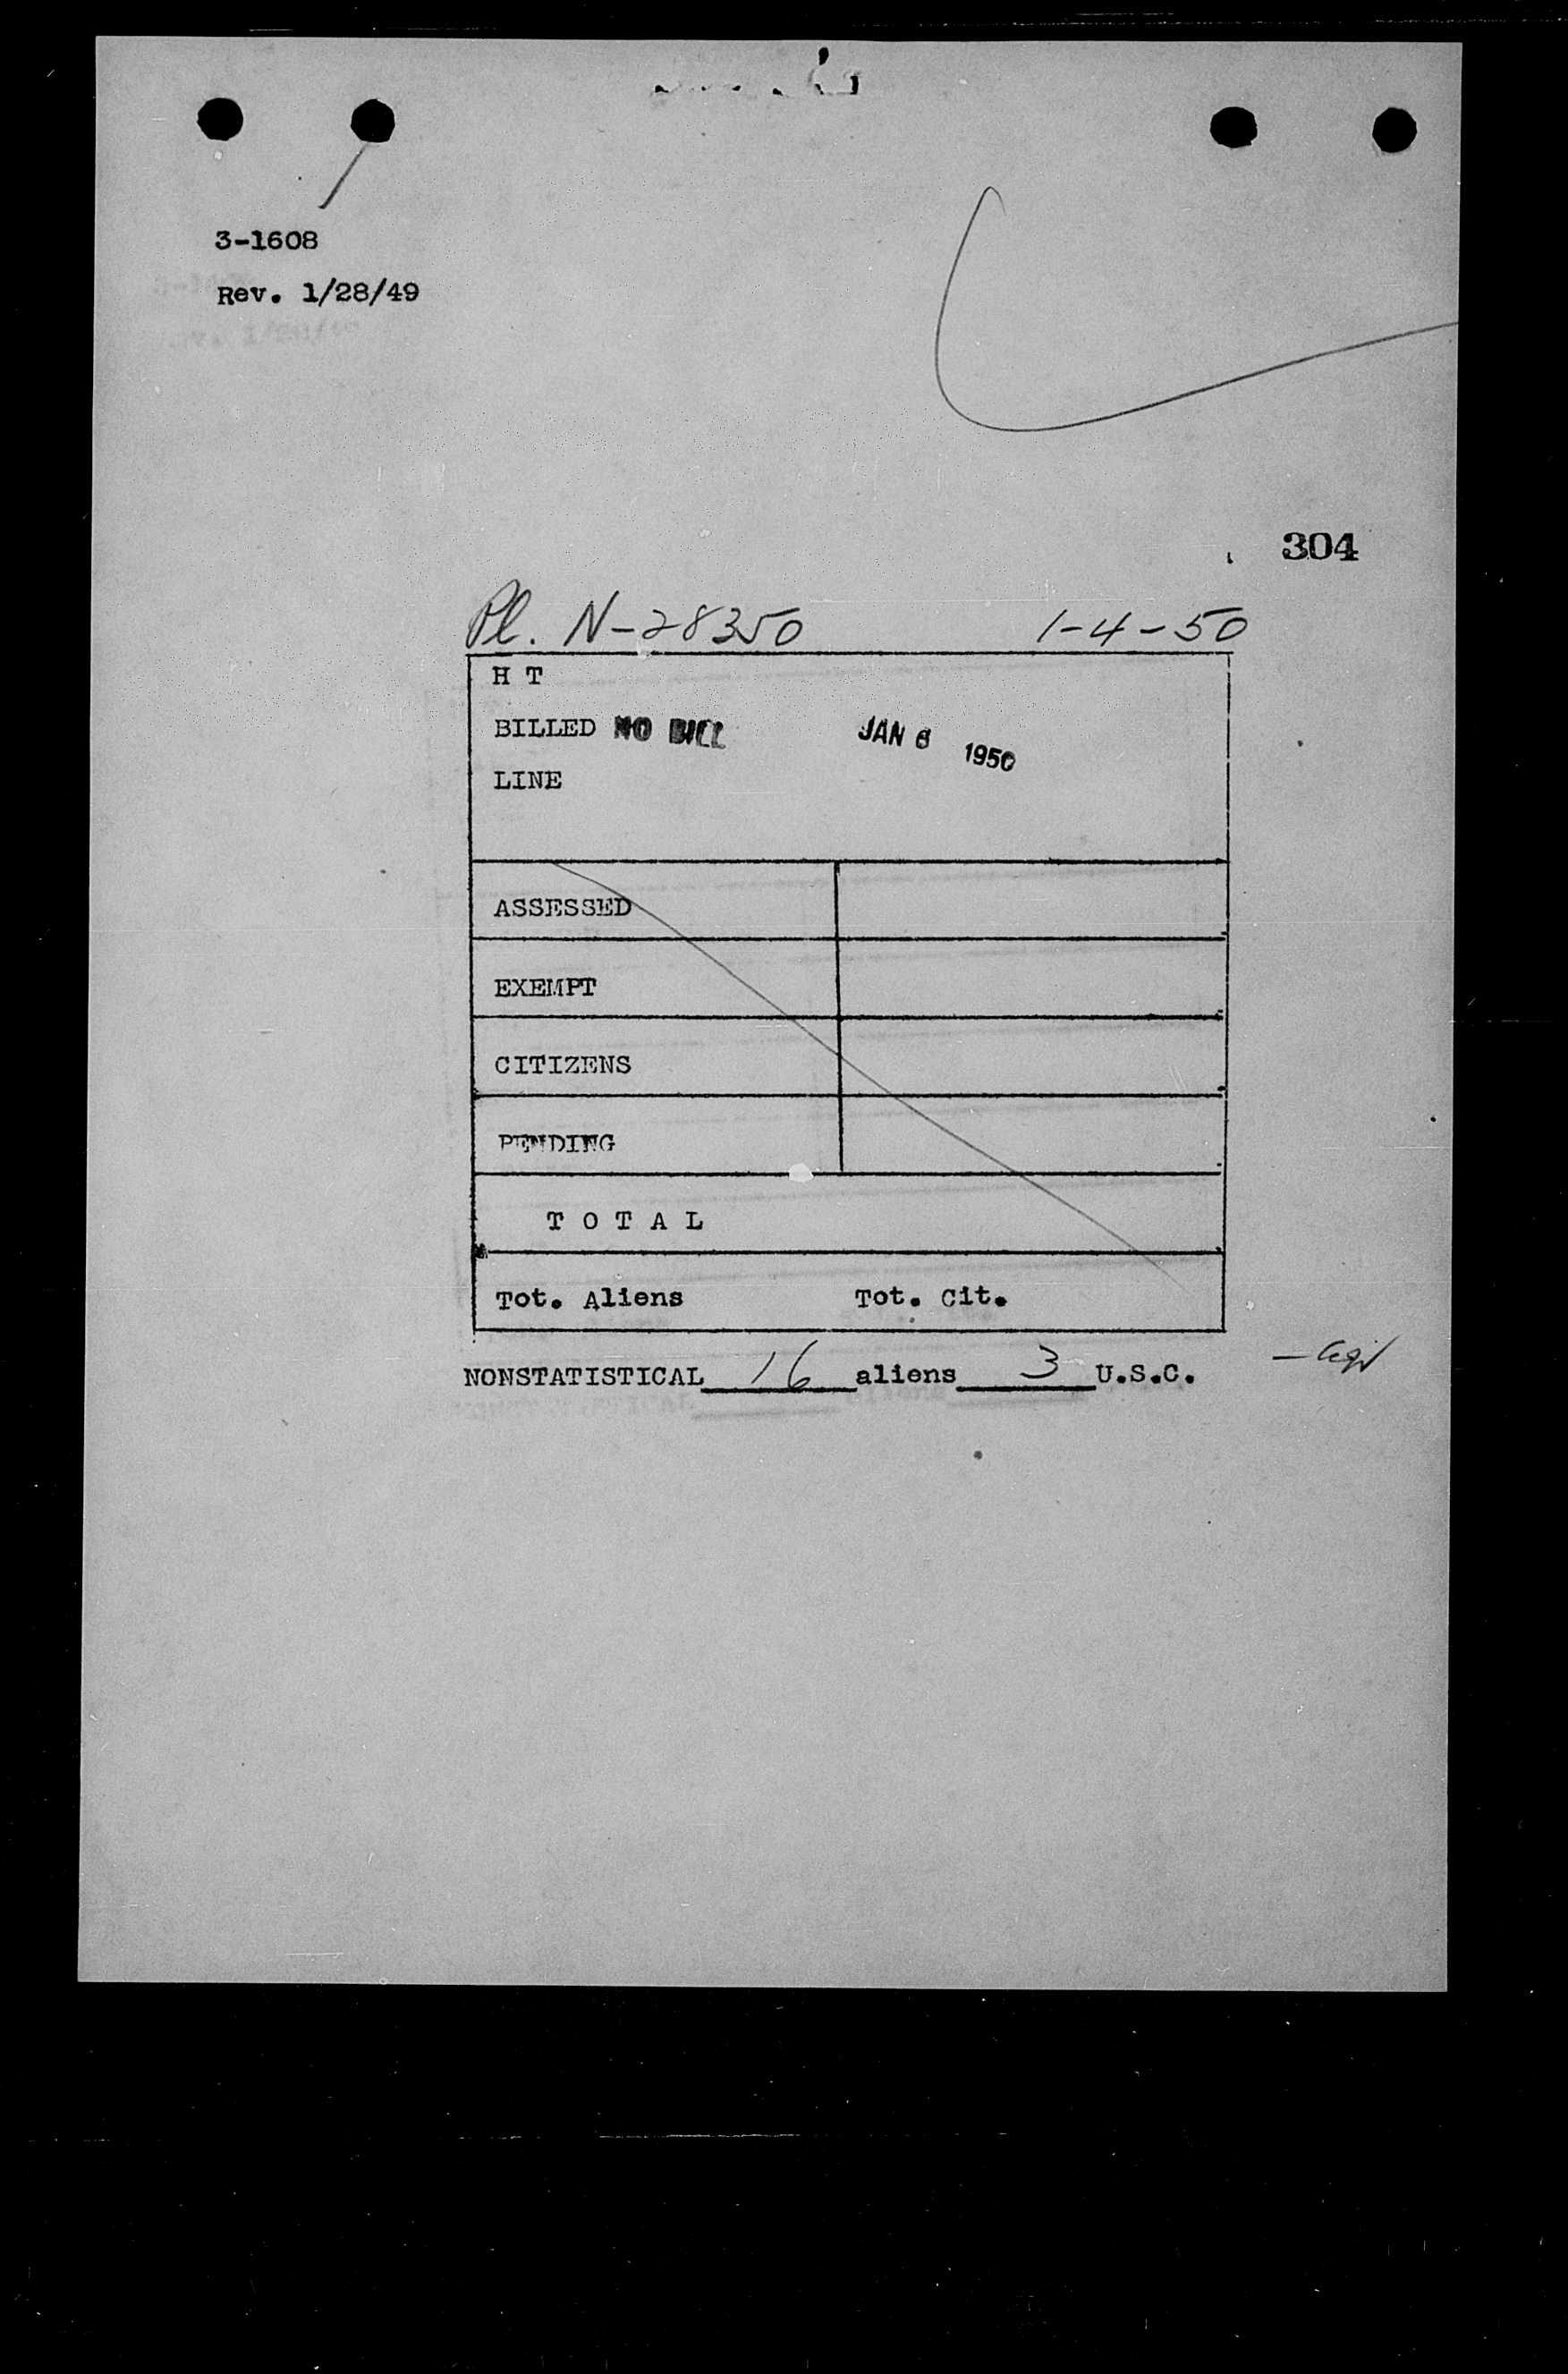 3-1608
Rev. 1/28/49
304
Pl. N-28350 1-4-50
H T
BILLED NO BILL JAN 6 1950
LINE
ASSESSED
EXEMPT
CITIZENS
PENDING
T O T A L
Tot. Aliens Tot. Cit.
NONSTATISTICAL 16 aliens 3 U.S.C.